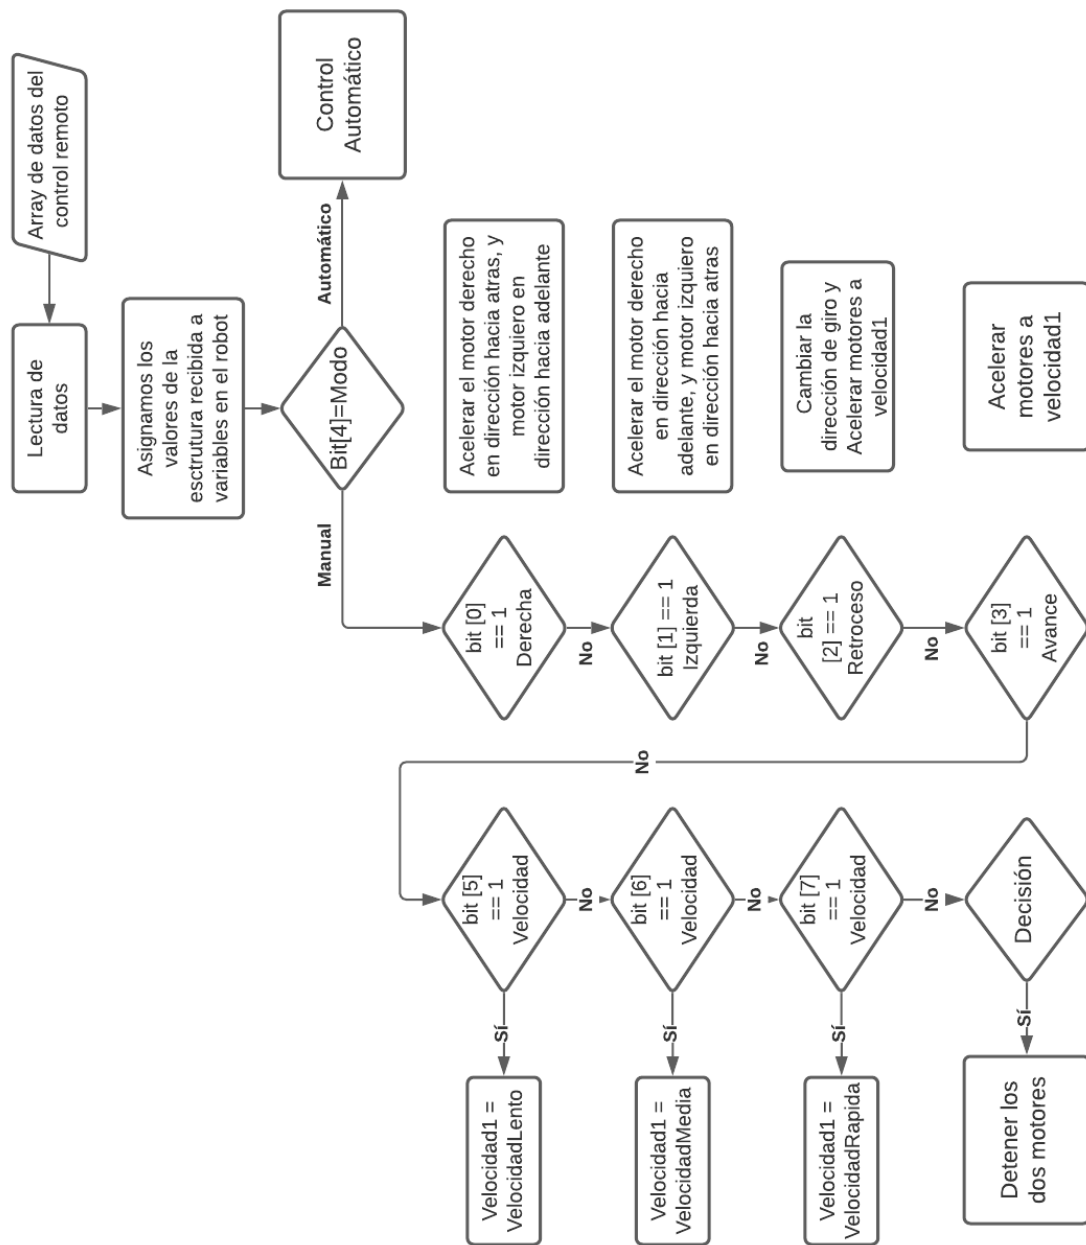 Array de datos del
control remoto
Lectura de
datos
Asignamos los
valores de la
esctrutura recibida a
variables en el robot
Bit[4]=Modo
Automático
Control
Automático
Manual
bit [0]
== 1
Derecha
Acelerar el motor derecho
en dirección hacia atras, y
motor izquiero en
dirección hacia adelante
No
bit [1] == 1
Izquierda
Acelerar el motor derecho
en dirección hacia
adelante, y motor izquiero
en dirección hacia atras
No
bit
[2] == 1
Retroceso
Cambiar la
dirección de giro y
Acelerar motores a
velocidad1
No
bit [3]
== 1
Avance
Acelerar
motores a
velocidad1
No
bit [5]
== 1
Velocidad
Sí
Velocidad1 =
VelocidadLento
No
bit [6]
== 1
Velocidad
Sí
Velocidad1 =
VelocidadMedia
No
bit [7]
== 1
Velocidad
Sí
Velocidad1 =
VelocidadRapida
No
Decisión
Sí
Detener los
dos motores